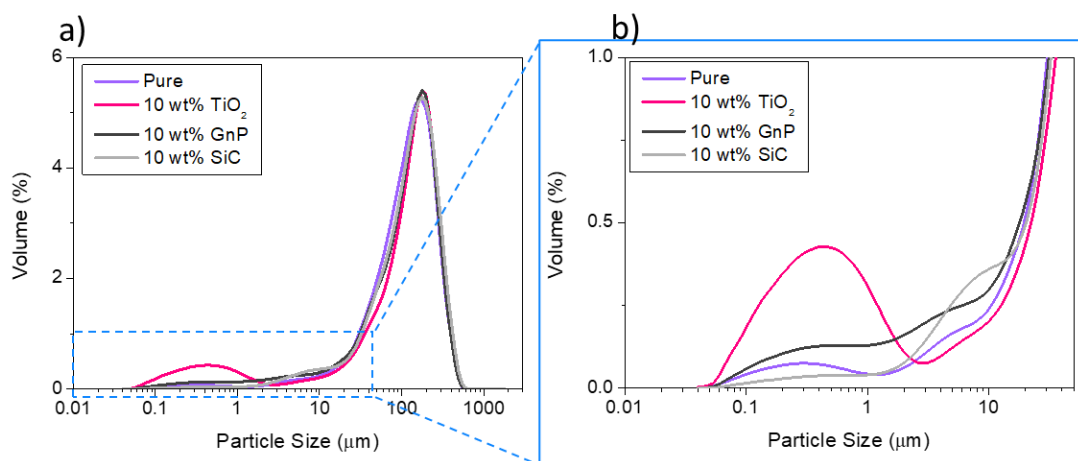 a)
6
4
2
0
Volume (%)
Pure
10 wt% TiO₂
10 wt% GnP
10 wt% SiC
0.01 0.1 1 10 100 1000
Particle Size (μm)
b)
1.0
0.5
0.0
Volume (%)
Pure
10 wt% TiO₂
10 wt% GnP
10 wt% SiC
0.01 0.1 1 10
Particle Size (μm)